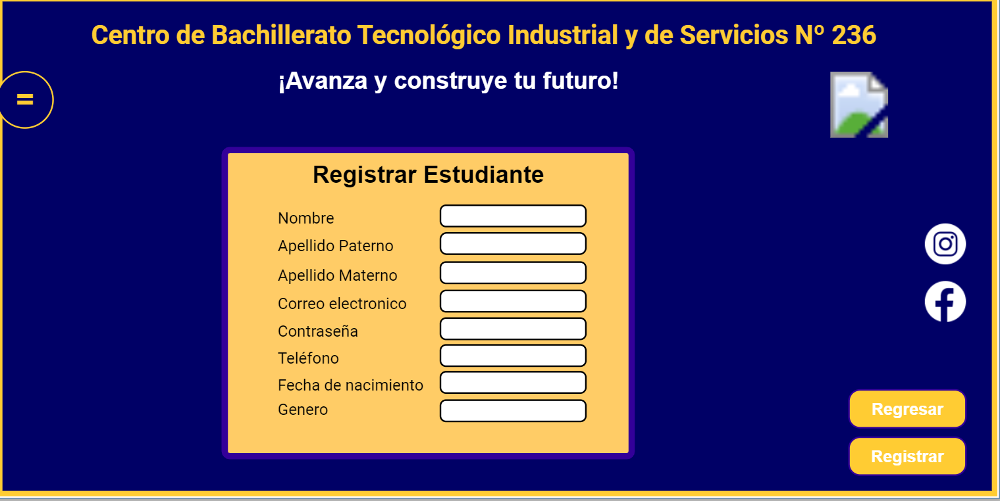 Centro de Bachillerato Tecnológico Industrial y de Servicios Nº 236
¡Avanza y construye tu futuro!
=
Registrar Estudiante
Nombre
Apellido Paterno
Apellido Materno
Correo electronico
Contraseña
Teléfono
Fecha de nacimiento
Genero
Regresar
Registrar